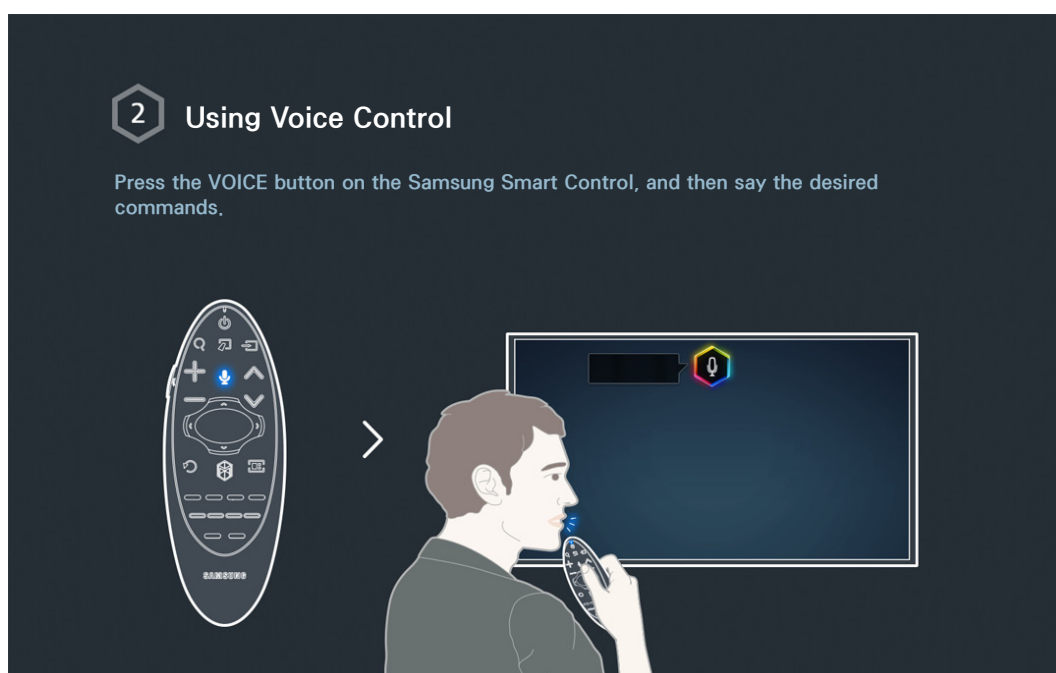 2
Using Voice Control
Press the VOICE button on the Samsung Smart Control, and then say the desired
commands.
SAMSUNG